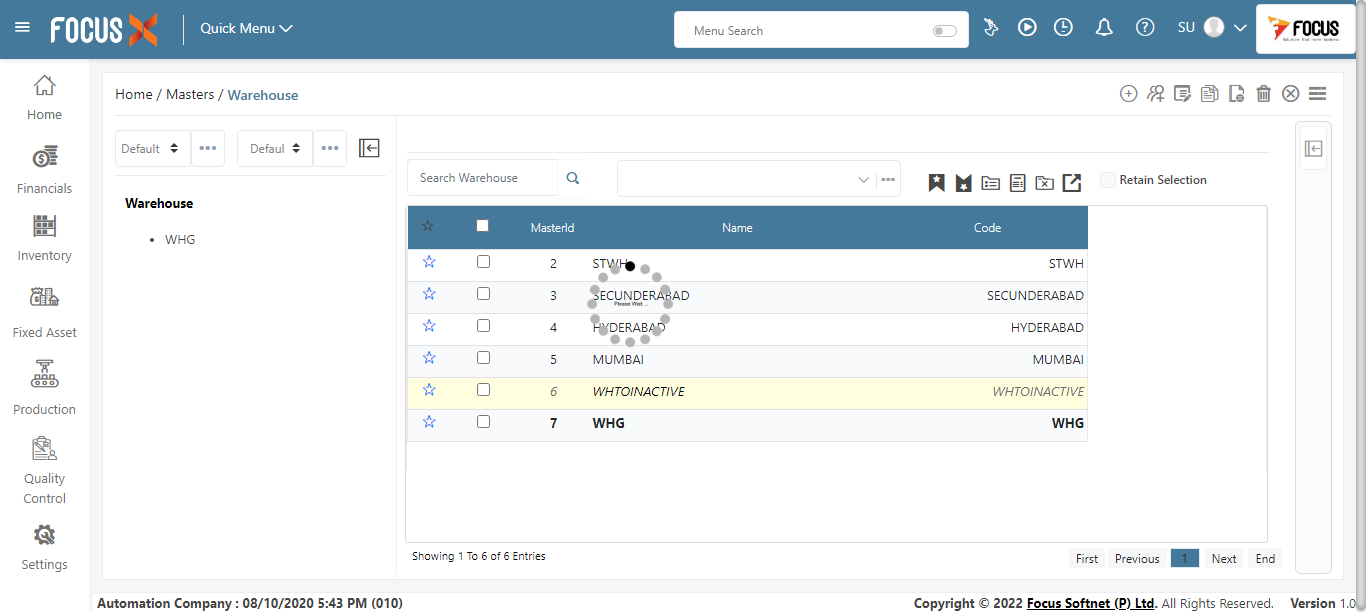 FOCUS X
Quick Menu
Menu Search
SU
FOCUS
Home
Financials
Inventory
Fixed Asset
Production
Quality
Control
Settings
Home / Masters / Warehouse
Default
Defaul
Warehouse
WHG
Search Warehouse
Retain Selection
MasterId Name Code
2 STWH STWH
3 SECUNDERABAD SECUNDERABAD
Please Wait ...
4 HYDERABAD HYDERABAD
5 MUMBAI MUMBAI
6 WHTOINACTIVE WHTOINACTIVE
7 WHG WHG
Showing 1 To 6 of 6 Entries
First Previous 1 Next End
Automation Company : 08/10/2020 5:43 PM (010)
Copyright © 2022 Focus Softnet (P) Ltd. All Rights Reserved. Version 1.0